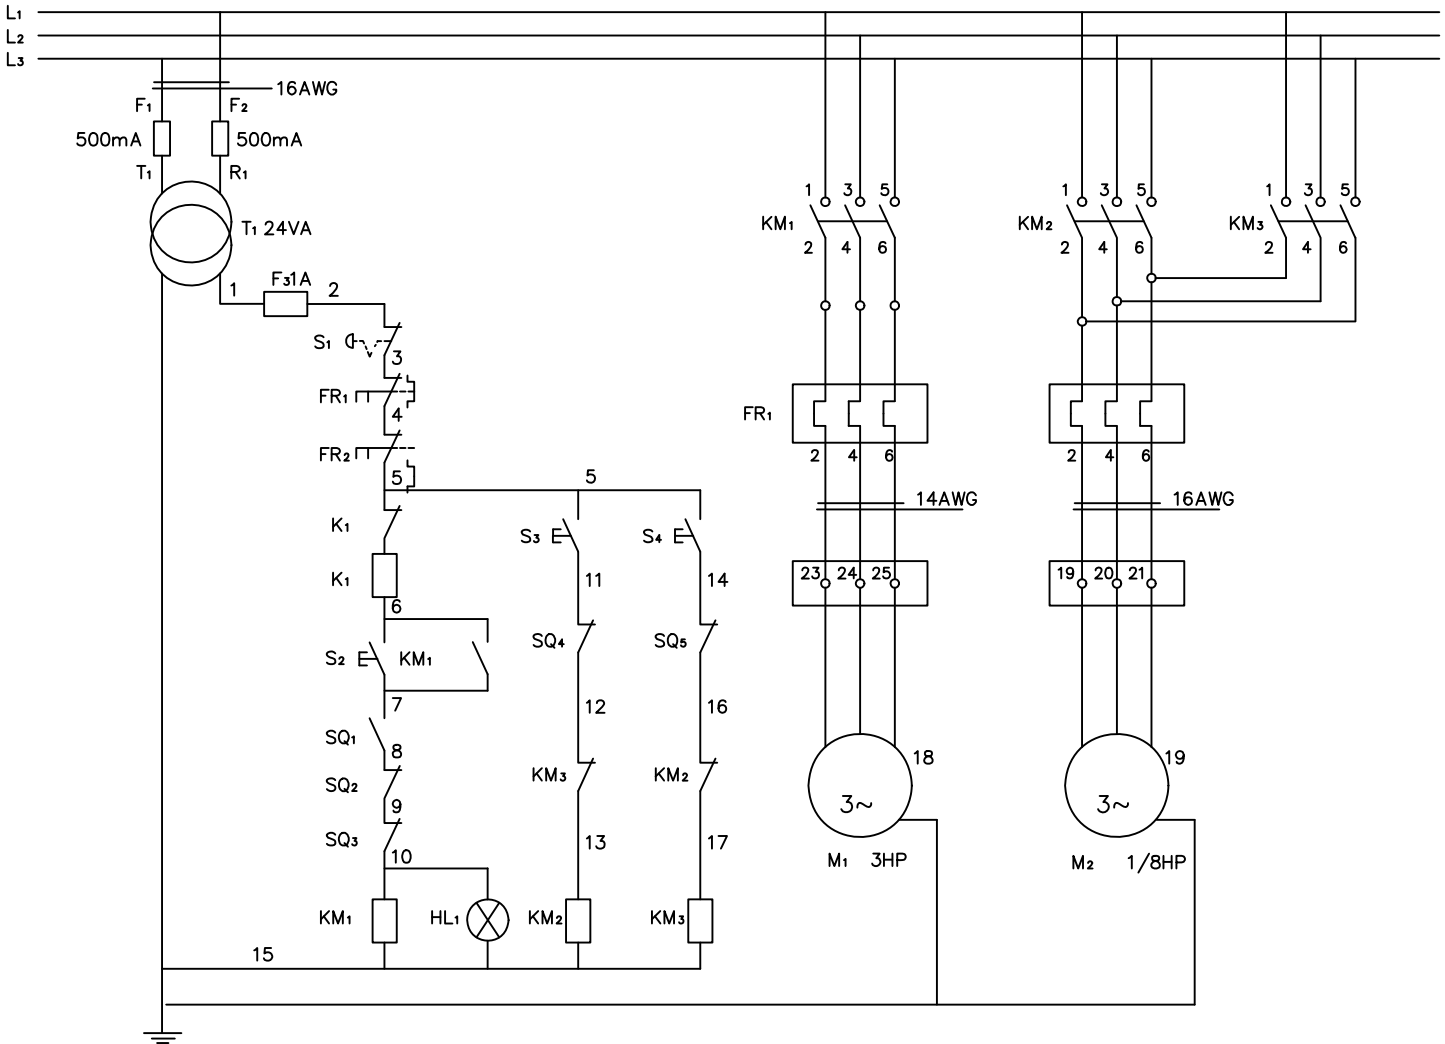 L1
L2
L3
16AWG
F1 F2
500mA 500mA
T1 R1
T1 24VA
F31A
1 2
S1
3
FR1
4
FR2
5 5
K1
S3 S4
K1
11 14
6
SQ4 SQ5
S2 KM1
7
12 16
SQ1
8
SQ2
KM3 KM2
9
SQ3
13 17
10
KM1 HL1 KM2 KM3
15
1 3 5
KM1
2 4 6
FR1
2 4 6
14AWG
23 24 25
18
3~
M1 3HP
1 3 5
KM2
2 4 6
1 3 5
KM3
2 4 6
2 4 6
16AWG
19 20 21
19
3~
M2 1/8HP